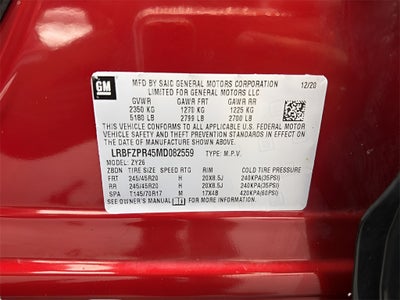 GM
MFD BY SAIC GENERAL MOTORS CORPORATION 12/20
LIMITED FOR GENERAL MOTORS LLC
GVWR GAWR FRT GAWR RR
2350 KG 1270 KG 1225 KG
5180 LB 2799 LB 2700 LB
THIS VEHICLE CONFORMS TO ALL APPLICABLE U.S. FEDERAL MOTOR
VEHICLE SAFETY, BUMPER, AND THEFT PREVENTION STANDARDS IN
EFFECT ON THE DATE OF MANUFACTURE SHOWN ABOVE.
LRBFZPR45MD082559 TYPE: M.P.V.
MODEL: ZY26
ZBDN TIRE SIZE SPEED RTG RIM COLD TIRE PRESSURE
FRT 245/45R20 H 20X8.5J 240KPA(35PSI)
RR 245/45R20 H 20X8.5J 240KPA(35PSI)
SPA T145/70R17 M 17X4B 420KPA(60PSI)
SEE OWNER'S MANUAL FOR MORE INFORMATION.